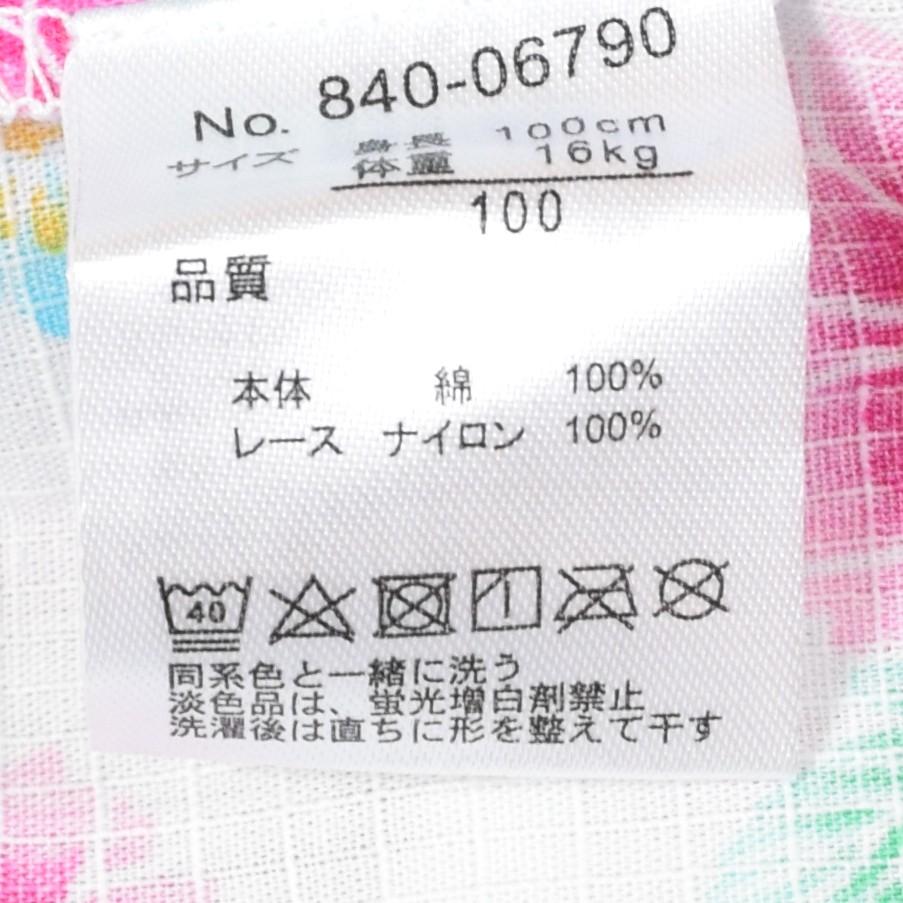 No. 840-06790
サイズ 身長 100cm
体重 16kg
100
品質
本体 綿 100%
レース ナイロン 100%
40
同系色と一緒に洗う
淡色品は、蛍光増白剤禁止
洗濯後は直ちに形を整えて干す